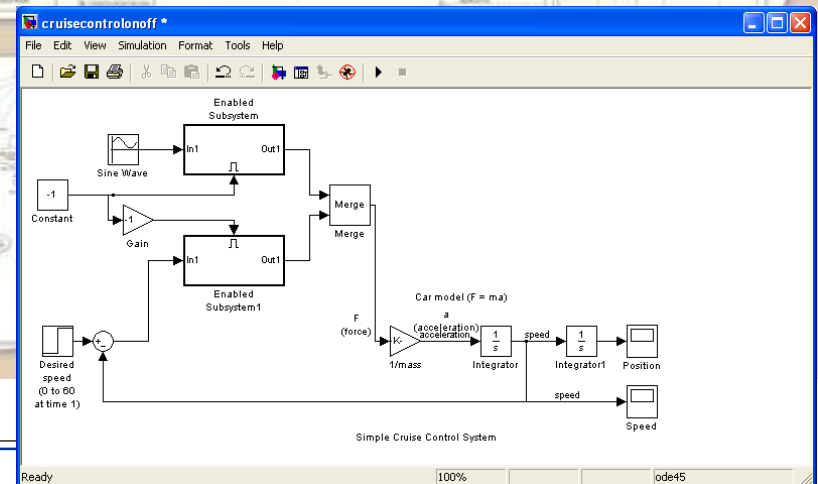 cruisecontrolonoff *
File Edit View Simulation Format Tools Help
Enabled
Subsystem
In1
Out1
Sine Wave
-1
Constant
-1
Gain
Merge
Merge
In1
Out1
Enabled
Subsystem1
Car model (F = ma)
F
(force)
a
(acceleration)
acceleration
K-
1/mass
1
s
Integrator
speed
1
s
Integrator1
Position
+_
Desired
speed
(0 to 60
at time 1)
speed
Speed
Simple Cruise Control System
Ready
100%
ode45